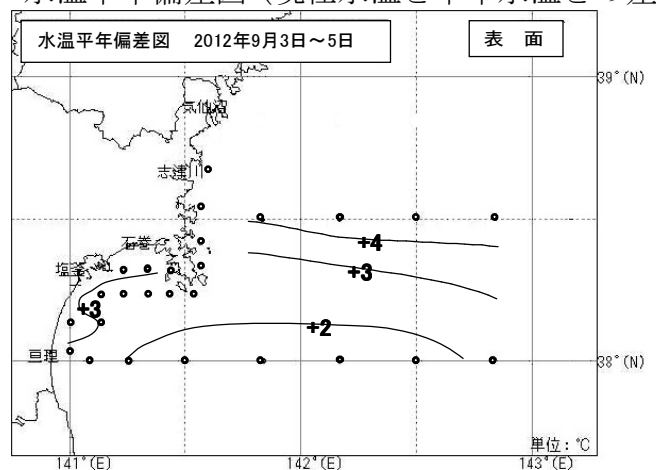 水温平年偏差図 2012年9月3日～5日
表 面
39°(N)
気仙沼
志津川
石巻
+4
塩釜
+3
+3
+2
亘理
38°(N)
単位：℃
141°(E)
142°(E)
143°(E)